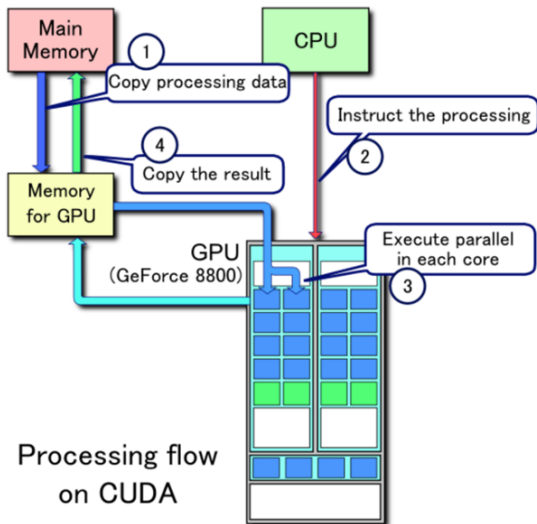 Main
Memory
CPU
1
Copy processing data
Instruct the processing
2
4
Copy the result
Memory
for GPU
GPU
(GeForce 8800)
Execute parallel
in each core
3
Processing flow
on CUDA